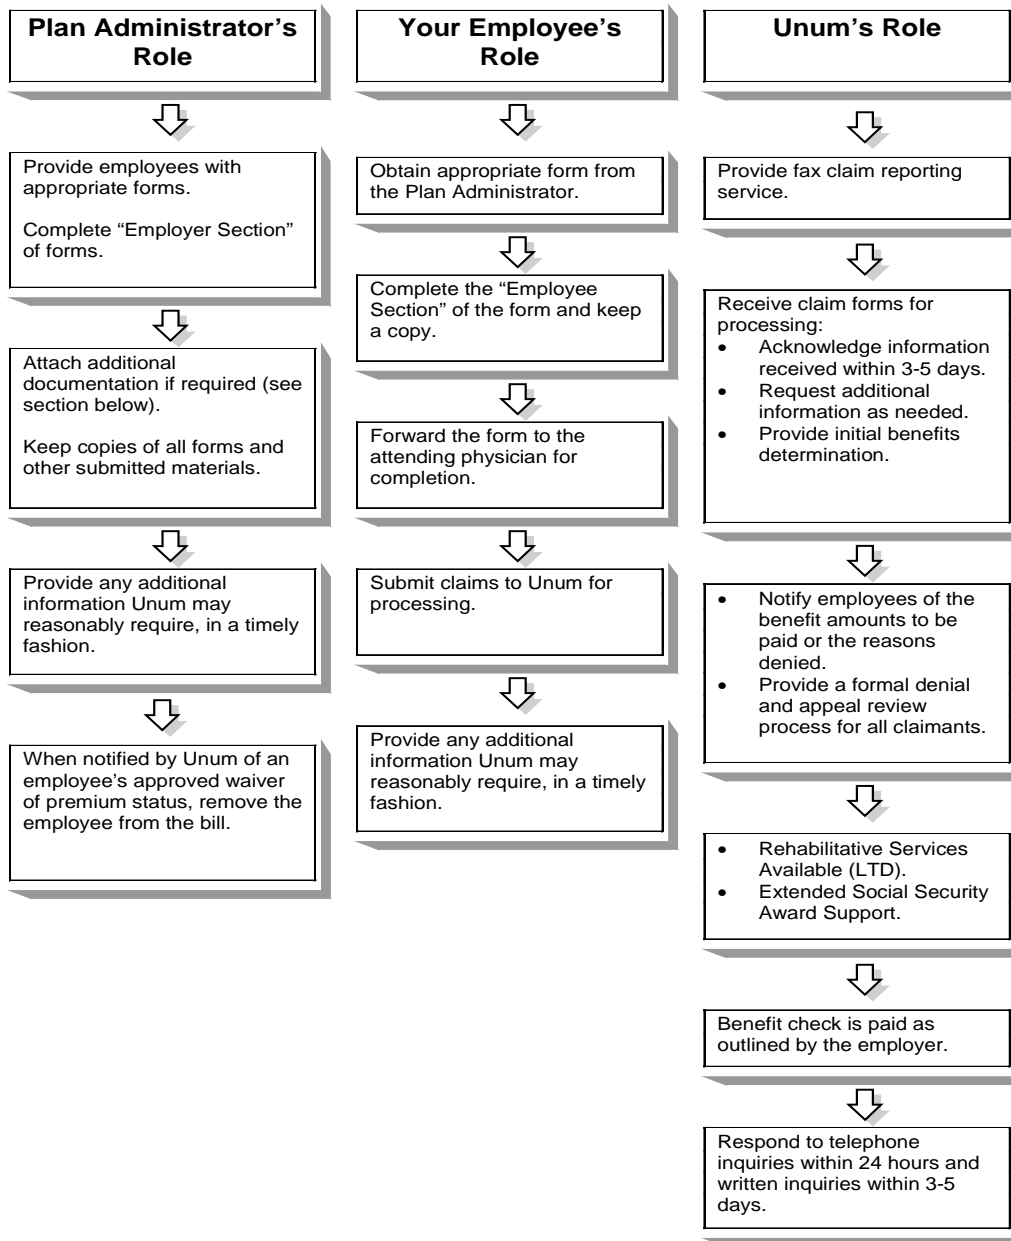 Plan Administrator's
Role
Provide employees with
appropriate forms.
Complete “Employer Section”
of forms.
Attach additional
documentation if required (see
section below).
Keep copies of all forms and
other submitted materials.
Provide any additional
information Unum may
reasonably require, in a timely
fashion.
When notified by Unum of an
employee's approved waiver
of premium status, remove the
employee from the bill.
Your Employee's
Role
Obtain appropriate form from
the Plan Administrator.
Complete the “Employee
Section” of the form and keep
a copy.
Forward the form to the
attending physician for
completion.
Submit claims to Unum for
processing.
Provide any additional
information Unum may
reasonably require, in a timely
fashion.
Unum's Role
Provide fax claim reporting
service.
Receive claim forms for
processing:
• Acknowledge information
received within 3-5 days.
• Request additional
information as needed.
• Provide initial benefits
determination.
• Notify employees of the
benefit amounts to be
paid or the reasons
denied.
• Provide a formal denial
and appeal review
process for all claimants.
• Rehabilitative Services
Available (LTD).
• Extended Social Security
Award Support.
Benefit check is paid as
outlined by the employer.
Respond to telephone
inquiries within 24 hours and
written inquiries within 3-5
days.